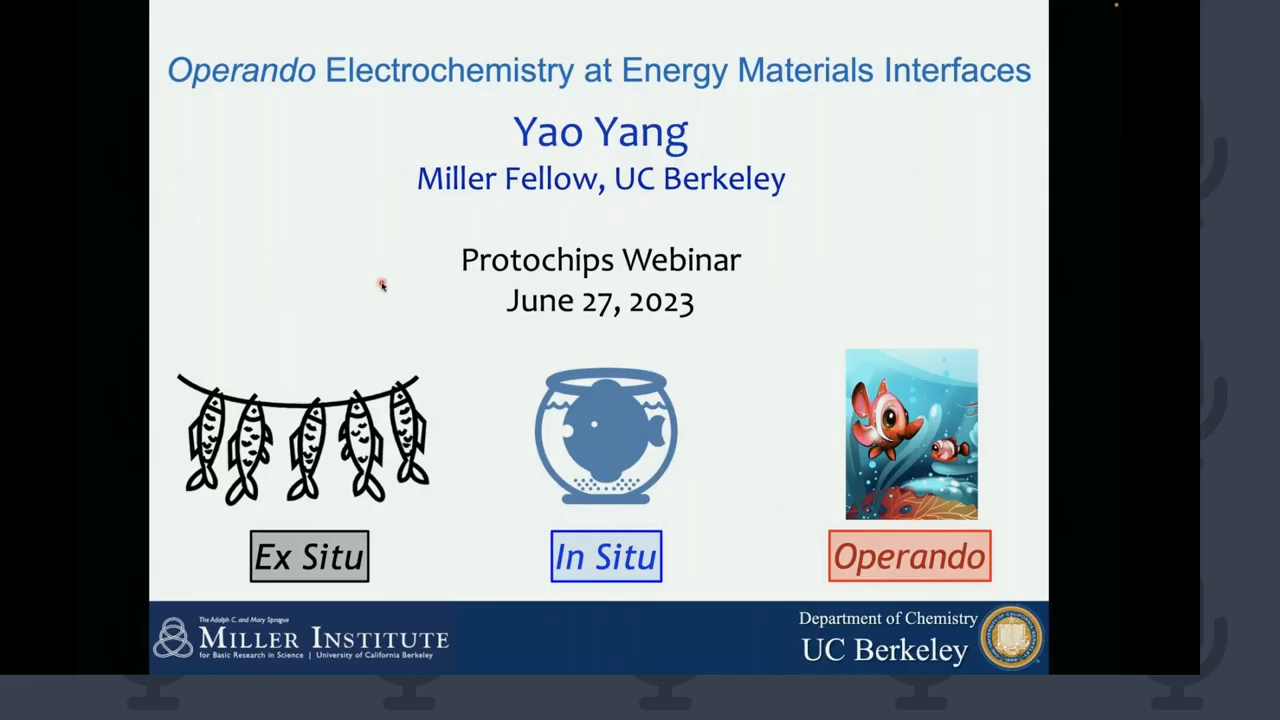 Operando Electrochemistry at Energy Materials Interfaces
Yao Yang
Miller Fellow, UC Berkeley
Protochips Webinar
June 27, 2023
Ex Situ
In Situ
Operando
The Adolph C. and Mary Sprague
MILLER INSTITUTE
for Basic Research in Science | University of California Berkeley
Department of Chemistry
UC Berkeley